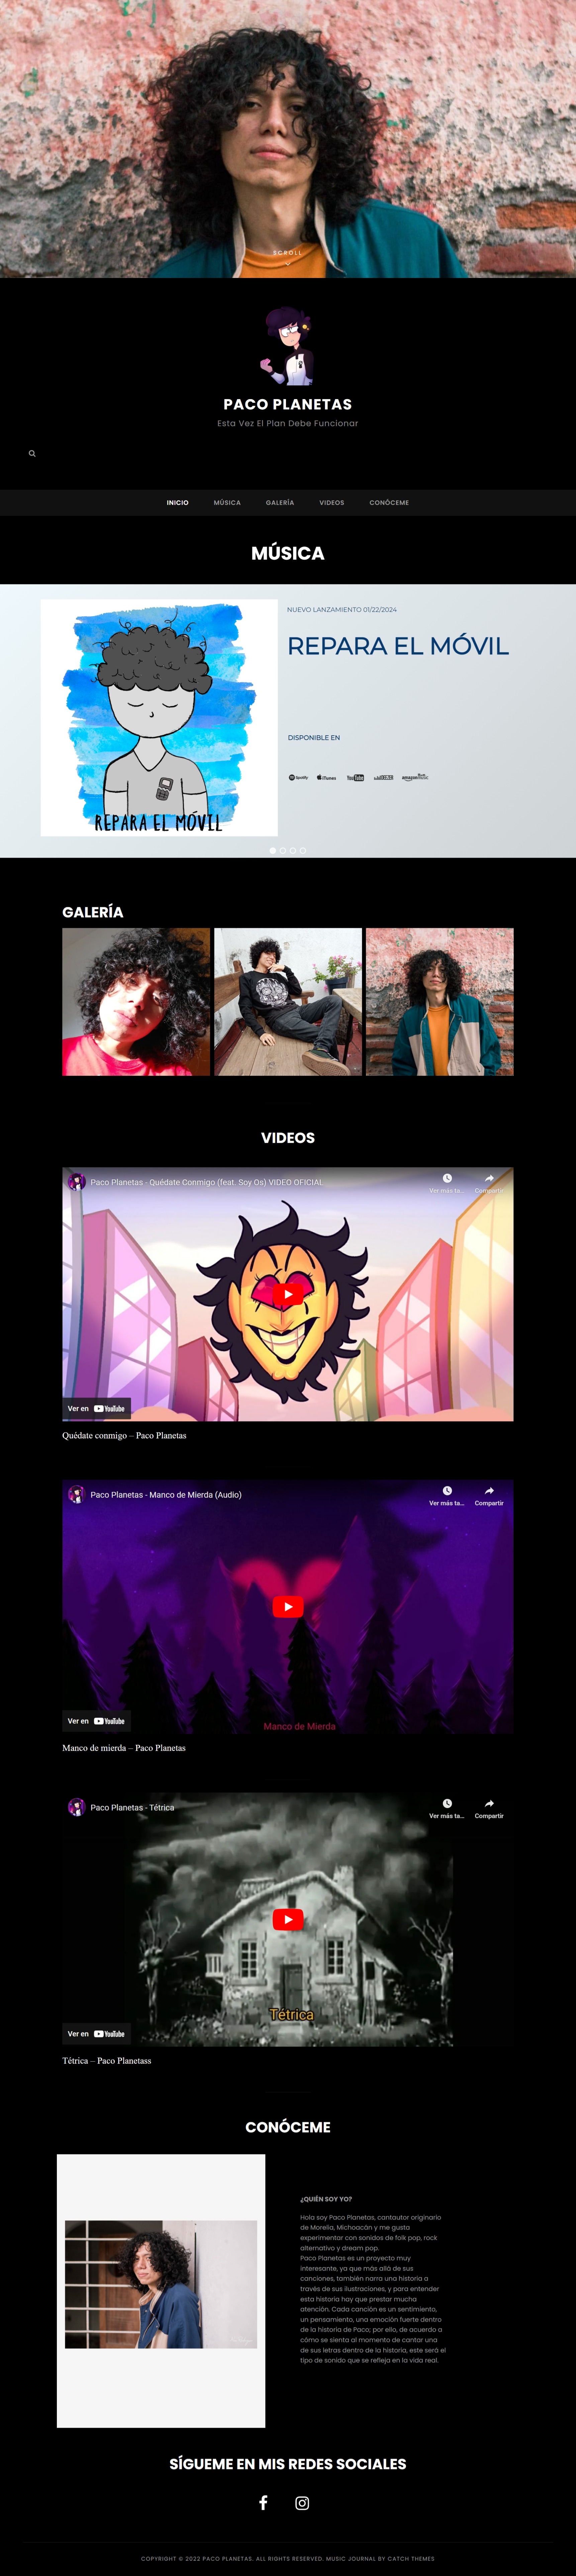 SCROLL
PACO PLANETAS
Esta Vez El Plan Debe Funcionar
INICIO MÚSICA GALERÍA VIDEOS CONÓCEME
MÚSICA
NUEVO LANZAMIENTO 01/22/2024
REPARA EL MÓVIL
DISPONIBLE EN
Spotify iTunes YouTube amazon music
REPARA EL MÓVIL
GALERÍA
VIDEOS
Paco Planetas - Quédate Conmigo (feat. Soy Os) VIDEO OFICIAL
Ver más ta... Compartir
Ver en YouTube
Quédate conmigo – Paco Planetas
Paco Planetas - Manco de Mierda (Audio)
Ver más ta... Compartir
Manco de Mierda
Ver en YouTube
Manco de mierda – Paco Planetas
Paco Planetas - Tétrica
Ver más ta... Compartir
Tétrica
Ver en YouTube
Tétrica – Paco Planetass
CONÓCEME
¿QUIÉN SOY YO?
Hola soy Paco Planetas, cantautor originario
de Morelia, Michoacán y me gusta
experimentar con sonidos de folk pop, rock
alternativo y dream pop.
Paco Planetas es un proyecto muy
interesante, ya que más allá de sus
canciones, también narra una historia a
través de sus ilustraciones, y para entender
esta historia hay que prestar mucha
atención. Cada canción es un sentimiento,
un pensamiento, una emoción fuerte dentro
de la historia de Paco; por ello, de acuerdo a
cómo se sienta al momento de cantar una
de sus letras dentro de la historia, este será el
tipo de sonido que se refleja en la vida real.
SÍGUEME EN MIS REDES SOCIALES
COPYRIGHT © 2022 PACO PLANETAS. ALL RIGHTS RESERVED. MUSIC JOURNAL BY CATCH THEMES